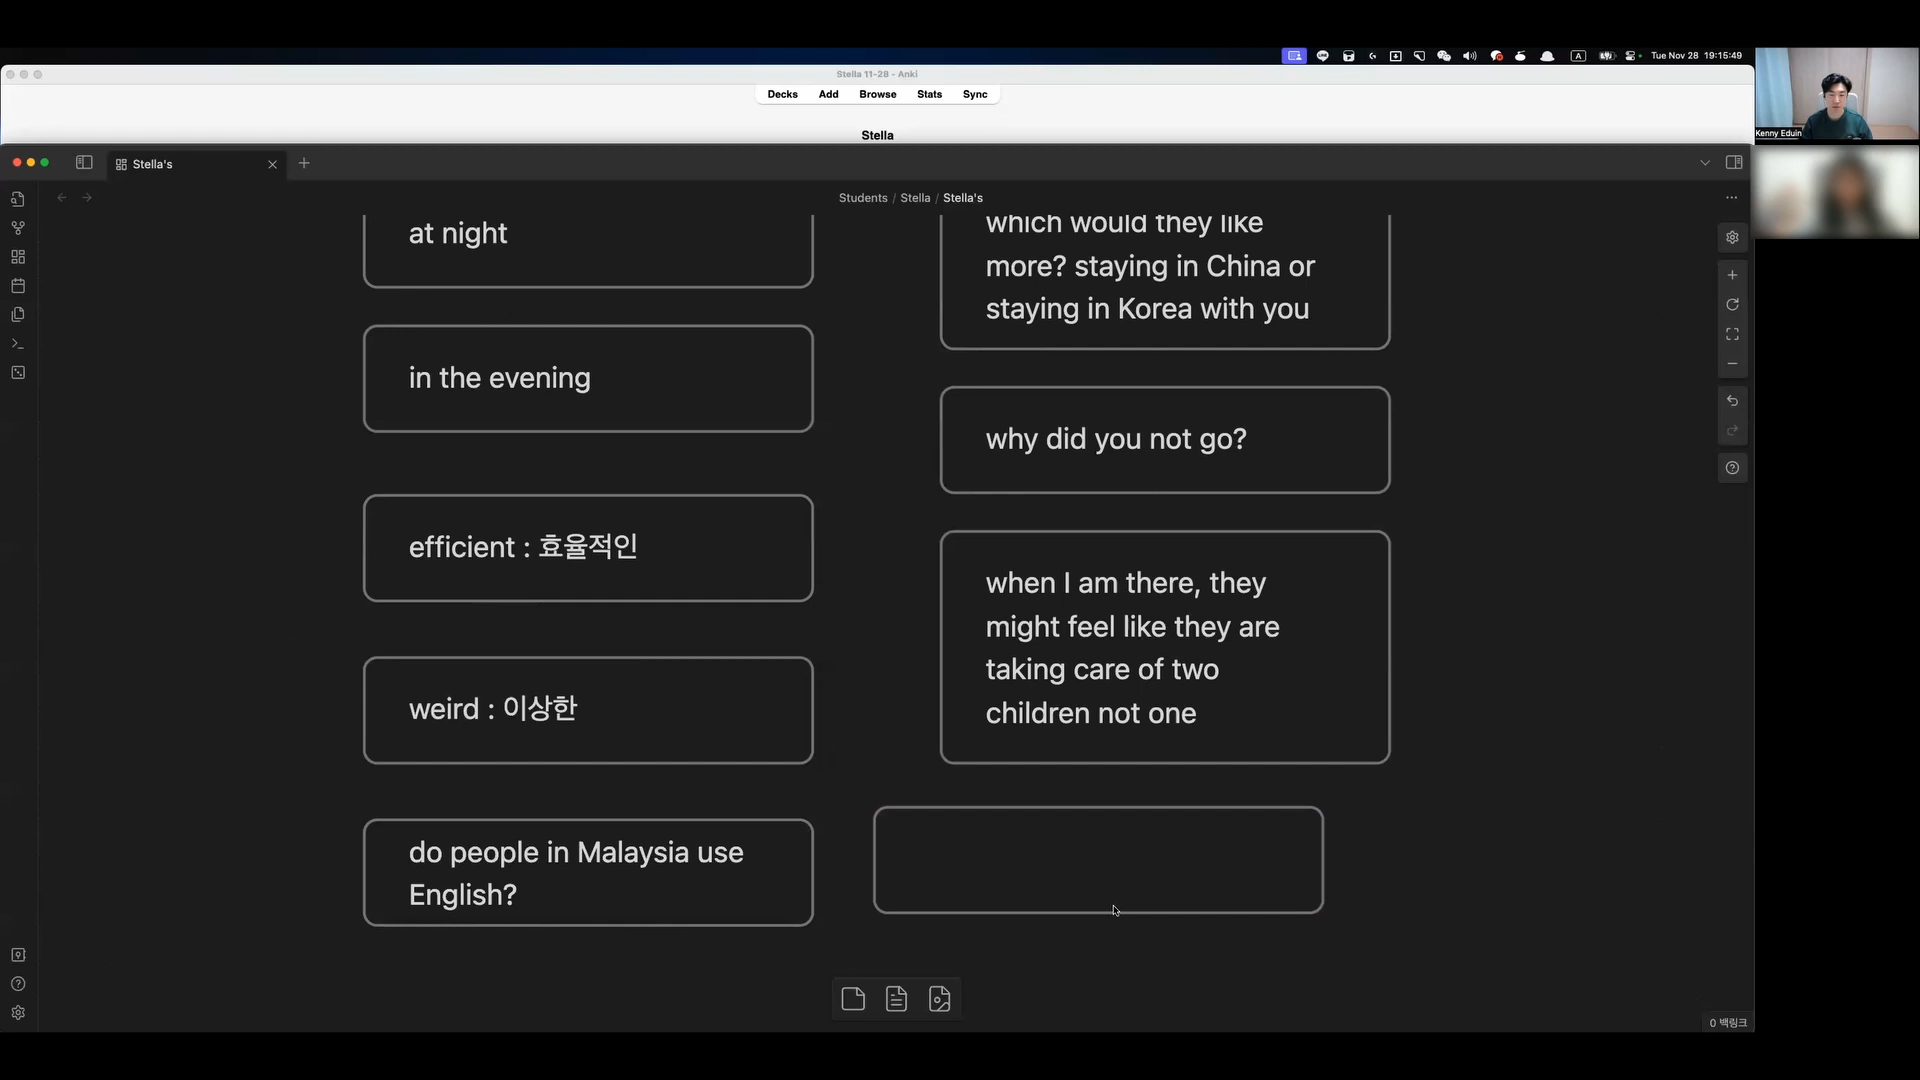 Tue Nov 28 19:15:49
Stella 11-28 - Anki
Decks Add Browse Stats Sync
Stella
Kenny Eduin
Stella's
Students / Stella / Stella's
at night
in the evening
efficient : 효율적인
weird : 이상한
do people in Malaysia use
English?
which would they like
more? staying in China or
staying in Korea with you
why did you not go?
when I am there, they
might feel like they are
taking care of two
children not one
0 백링크